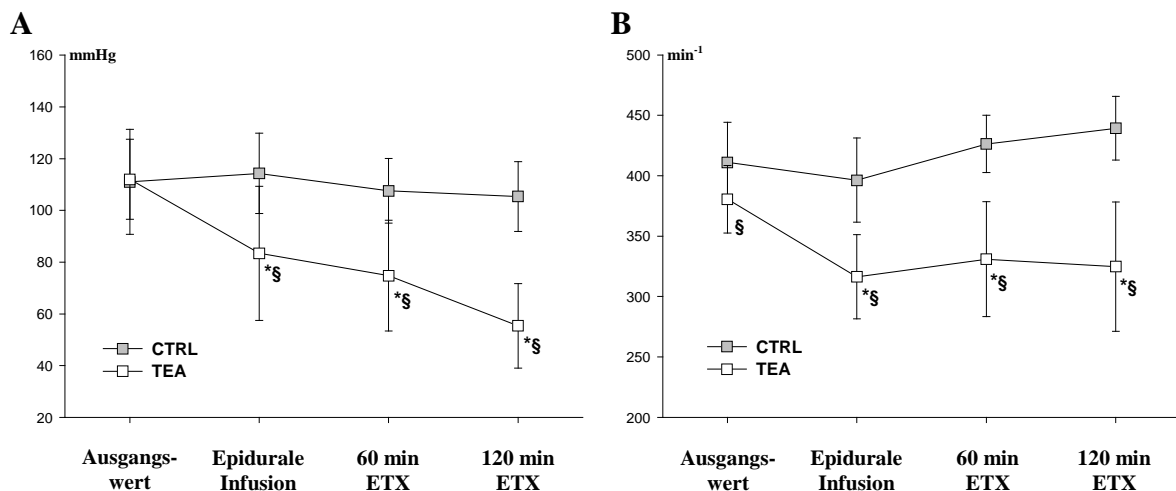 A
mmHg
160
140
120
100
80
60
40
20
*§
*§
*§
CTRL
TEA
Ausgangs-
wert
Epidurale
Infusion
60 min
ETX
120 min
ETX
B
min-1
500
450
400
350
300
250
200
§
*§
*§
*§
CTRL
TEA
Ausgangs-
wert
Epidurale
Infusion
60 min
ETX
120 min
ETX